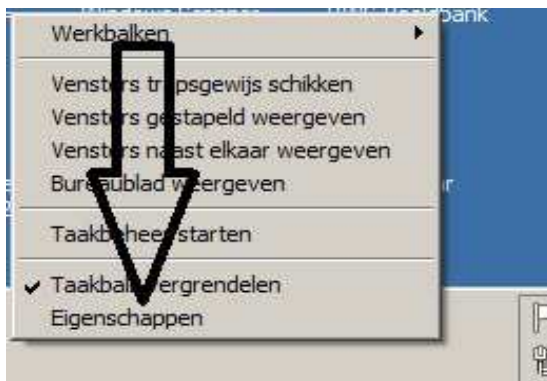 Werkbalken
Vensters trapsgewijs schikken
Vensters gestapeld weergeven
Vensters naast elkaar weergeven
Bureaublad weergeven
Taakbeheer starten
Taakbalk vergrendelen
Eigenschappen